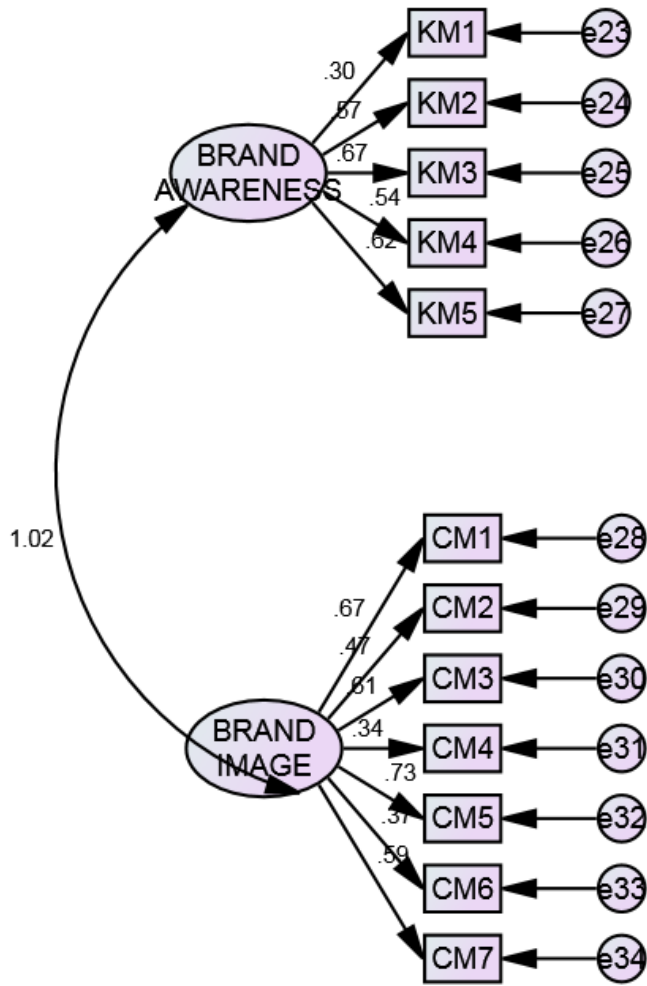 KM1
e23
.30
KM2
e24
.57
BRAND
AWARENESS
.67
KM3
e25
.54
KM4
e26
.62
KM5
e27
1.02
CM1
e28
.67
CM2
e29
.47
CM3
e30
.61
BRAND
IMAGE
.34
CM4
e31
.73
CM5
e32
.37
CM6
e33
.59
CM7
e34